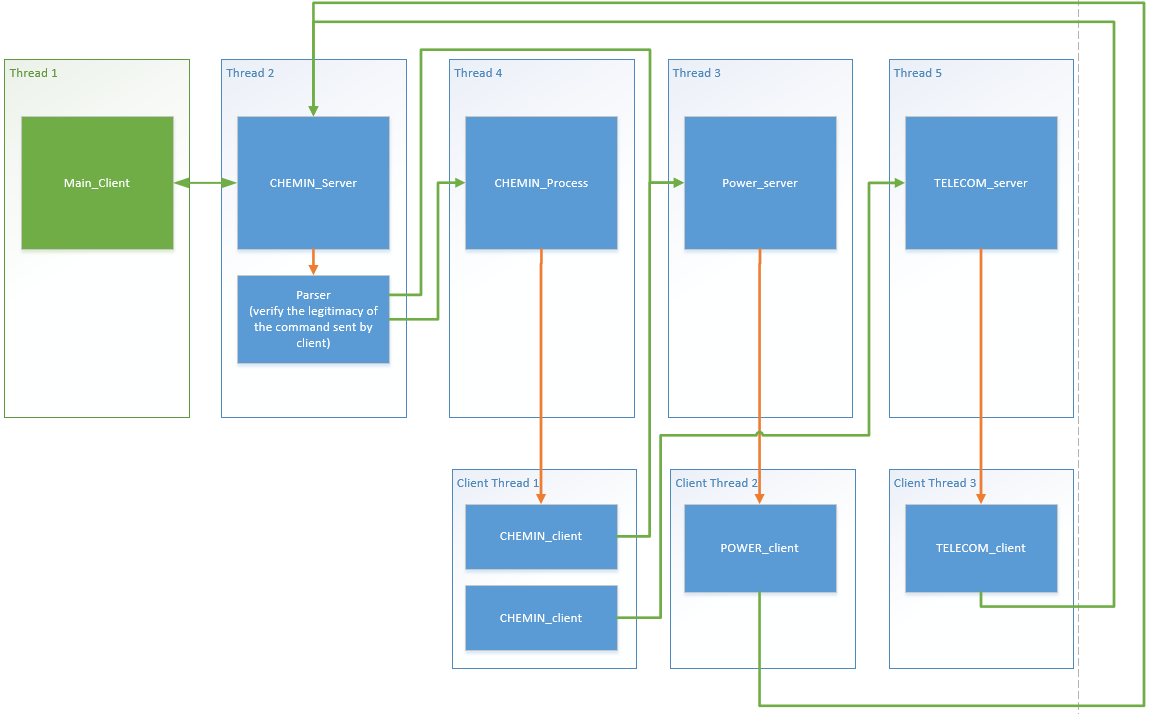 Thread 1
Thread 2
Thread 4
Thread 3
Thread 5
Main_Client
CHEMIN_Server
CHEMIN_Process
Power_server
TELECOM_server
Parser
(verify the legitimacy of
the command sent by
client)
Client Thread 1
Client Thread 2
Client Thread 3
CHEMIN_client
POWER_client
TELECOM_client
CHEMIN_client